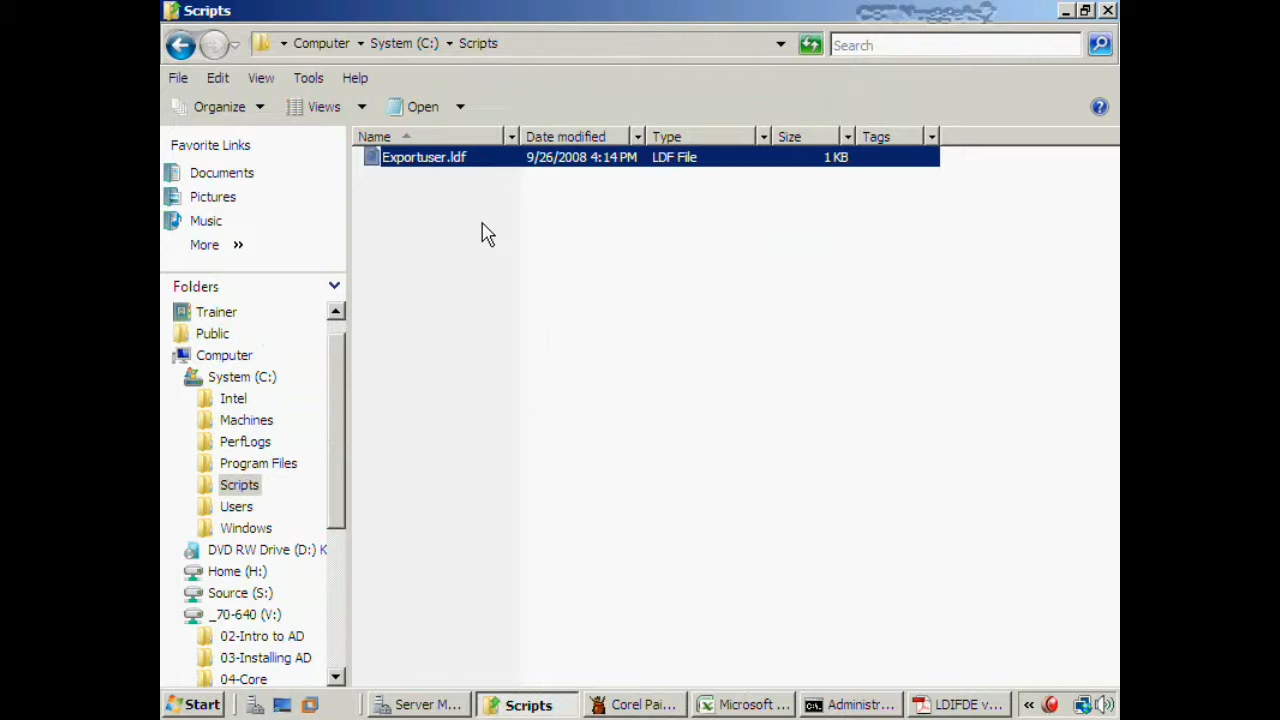 Scripts
Computer System (C:) Scripts
Search
File Edit View Tools Help
Organize Views Open
Favorite Links
Documents
Pictures
Music
More »
Folders
Trainer
Public
Computer
System (C:)
Intel
Machines
PerfLogs
Program Files
Scripts
Users
Windows
DVD RW Drive (D:) K
Home (H:)
Source (S:)
_70-640 (V:)
02-Intro to AD
03-Installing AD
04-Core
Name Date modified Type Size Tags
Exportuser.ldf 9/26/2008 4:14 PM LDF File 1 KB
Start Server M... Scripts Corel Pai... Microsoft ... Administr... LDIFDE v... «